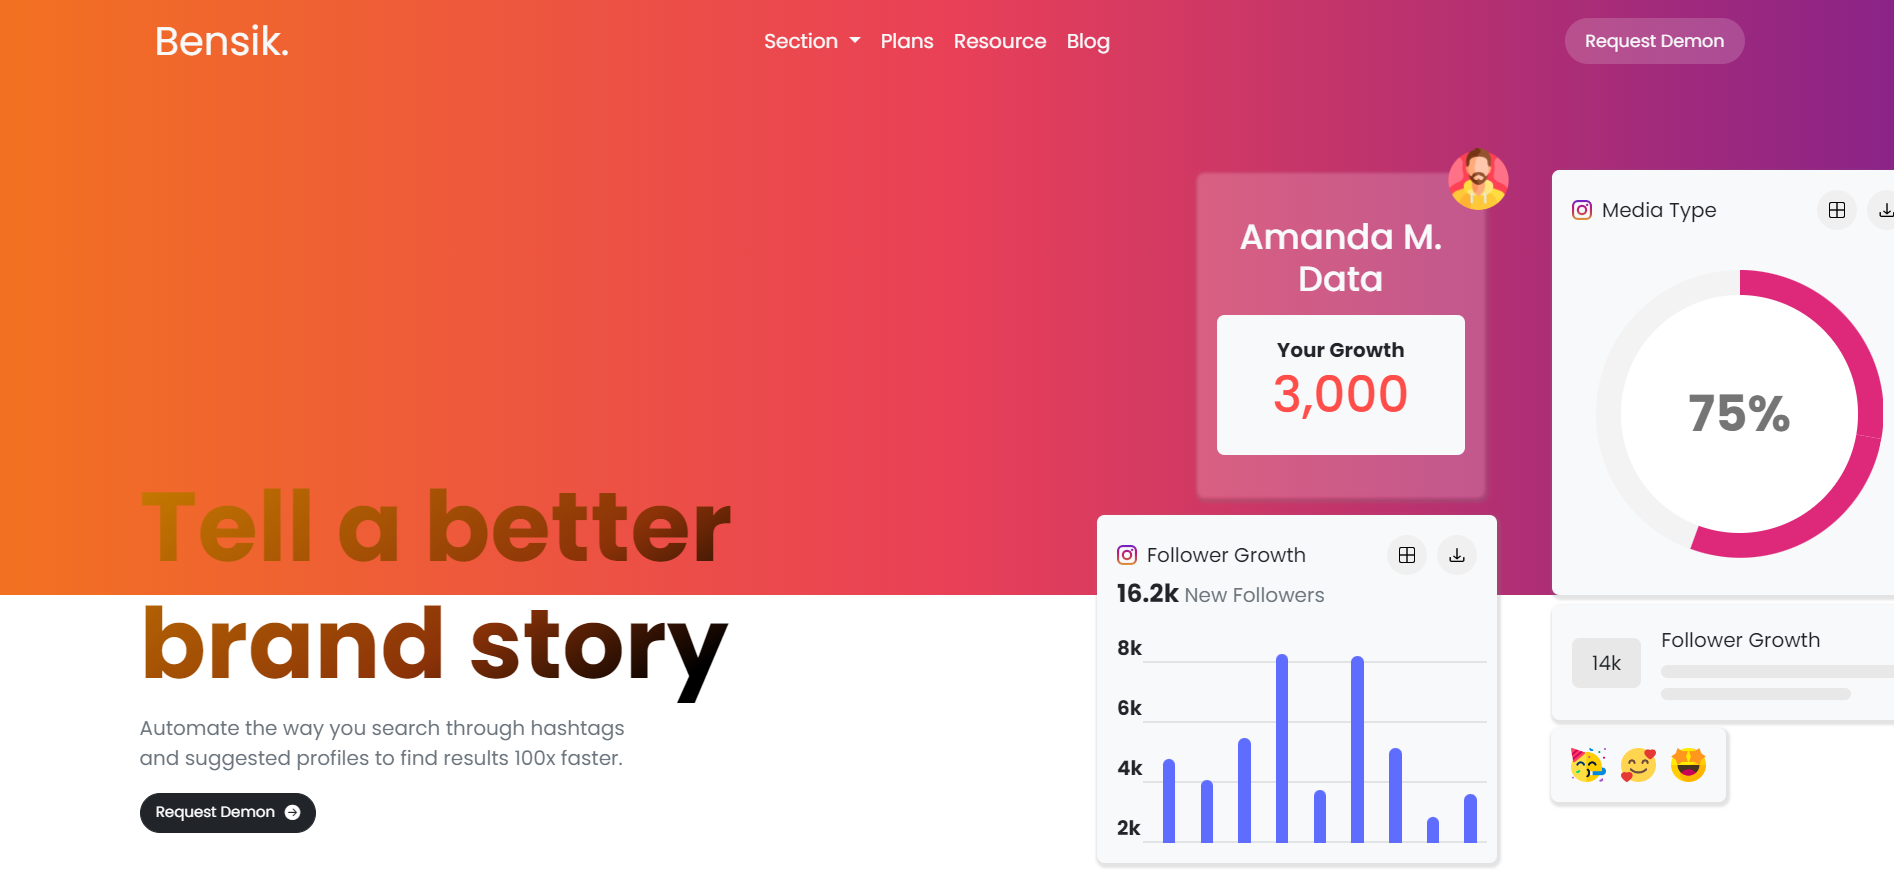 Bensik.
Section
Plans
Resource
Blog
Request Demon
Tell a better
brand story
Automate the way you search through hashtags
and suggested profiles to find results 100x faster.
Request Demon
Amanda M.
Data
Your Growth
3,000
Follower Growth
16.2k New Followers
8k
6k
4k
2k
Media Type
75%
14k
Follower Growth